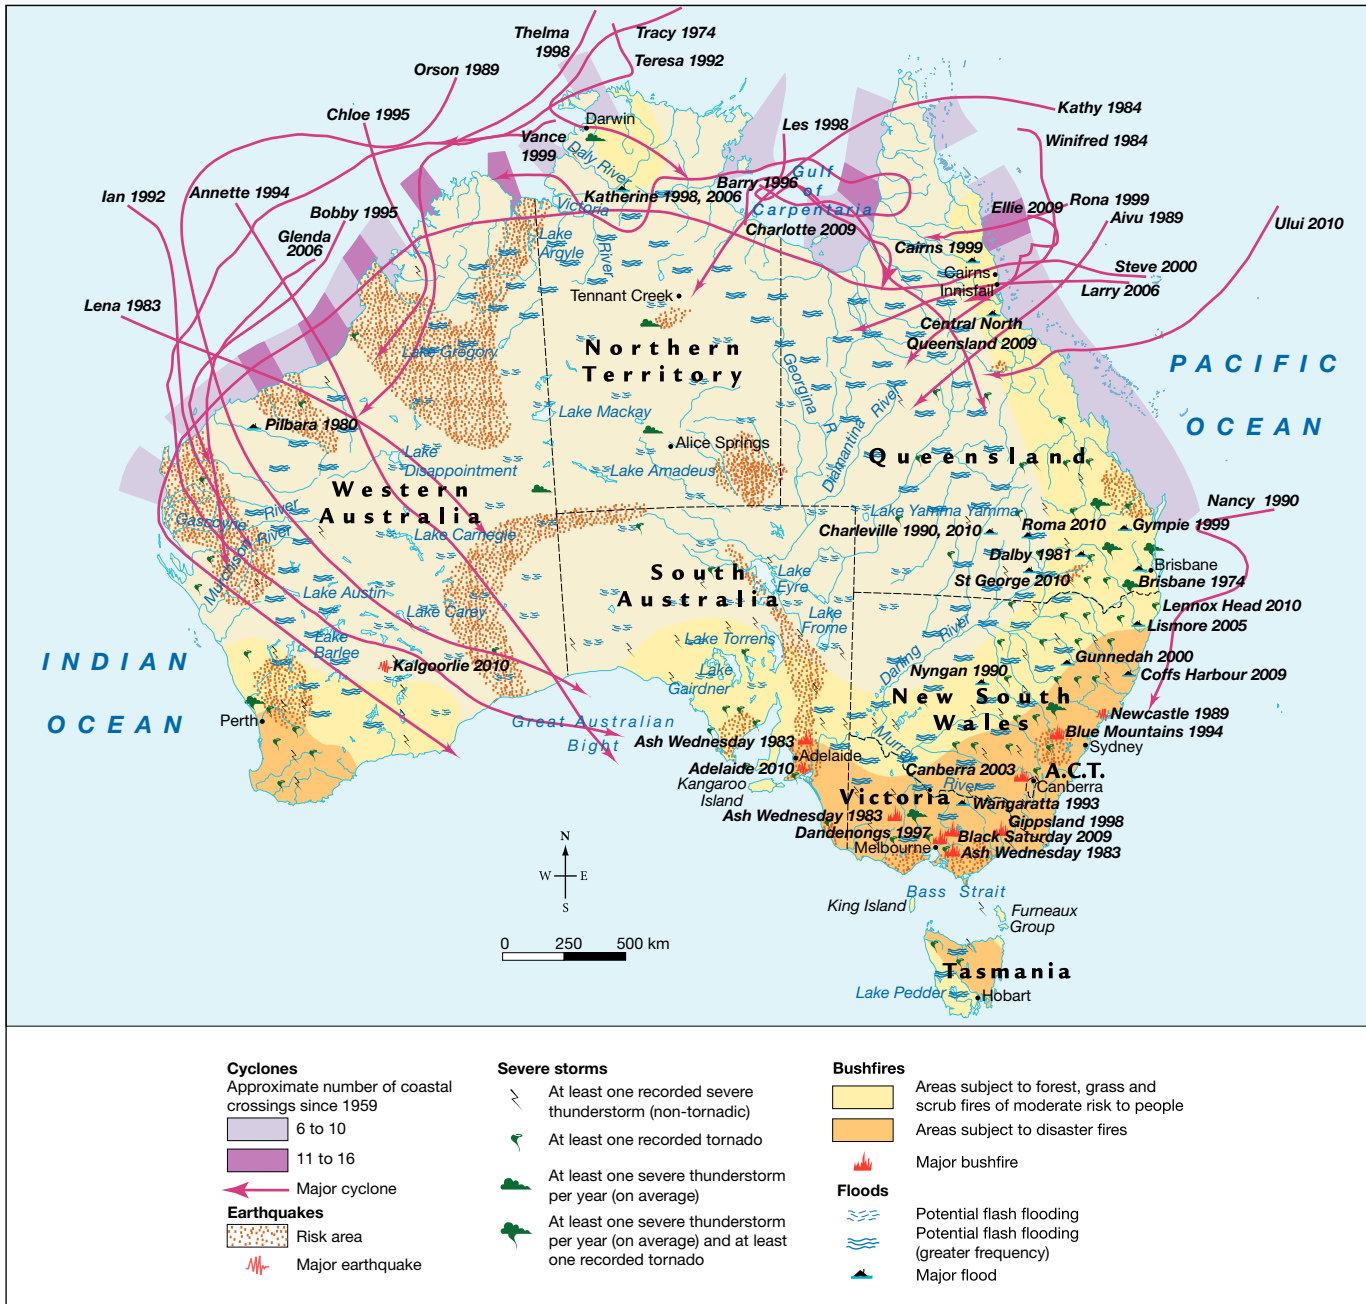 Thelma
1998
Tracy 1974
Teresa 1992
Orson 1989
Chloe 1995
Kathy 1984
Winifred 1984
Les 1998
Darwin
Vance
1999
Daly River
Ian 1992
Annette 1994
Bobby 1995
Glenda
2006
Lena 1983
Katherine 1998, 2006
Barry 1996
Gulf
of
Carpentaria
Charlotte 2009
Victoria
River
Lake
Argyle
Ellie 2009
Rona 1999
Aivu 1989
Ului 2010
Cairns 1999
Cairns
Innisfail
Steve 2000
Larry 2006
Tennant Creek
Central North
Queensland 2009
Northern
Territory
Lake Gregory
PACIFIC
OCEAN
Georgina R.
Diamantina River
Lake Mackay
Pilbara 1980
Alice Springs
Lake Amadeus
Lake
Disappointment
Queensland
Western
Australia
Gascoyne River
Murchison River
Lake Carnegie
Lake Yamma Yamma
Charleville 1990, 2010
Roma 2010
Nancy 1990
Gympie 1999
Dalby 1981
Brisbane
Brisbane 1974
St George 2010
South
Australia
Lake
Eyre
Lake Austin
Lake Carey
Lake
Frome
Lennox Head 2010
Lismore 2005
Lake
Barlee
Lake Torrens
Darling River
Kalgoorlie 2010
Lake
Gairdner
Nyngan 1990
Gunnedah 2000
Coffs Harbour 2009
INDIAN
OCEAN
New South
Wales
Perth
Great Australian
Bight
Newcastle 1989
Blue Mountains 1994
Sydney
Ash Wednesday 1983
Adelaide
Adelaide 2010
Kangaroo
Island
Murray
River
Canberra 2003
A.C.T.
Canberra
Victoria
Wangaratta 1993
Ash Wednesday 1983
Gippsland 1998
Dandenongs 1997
Black Saturday 2009
Melbourne
Ash Wednesday 1983
Bass Strait
King Island
Furneaux
Group
N
W
E
S
0 250 500 km
Tasmania
Lake Pedder
Hobart
Cyclones
Approximate number of coastal
crossings since 1959
6 to 10
11 to 16
Major cyclone
Earthquakes
Risk area
Major earthquake
Severe storms
At least one recorded severe
thunderstorm (non-tornadic)
At least one recorded tornado
At least one severe thunderstorm
per year (on average)
At least one severe thunderstorm
per year (on average) and at least
one recorded tornado
Bushfires
Areas subject to forest, grass and
scrub fires of moderate risk to people
Areas subject to disaster fires
Major bushfire
Floods
Potential flash flooding
Potential flash flooding
(greater frequency)
Major flood